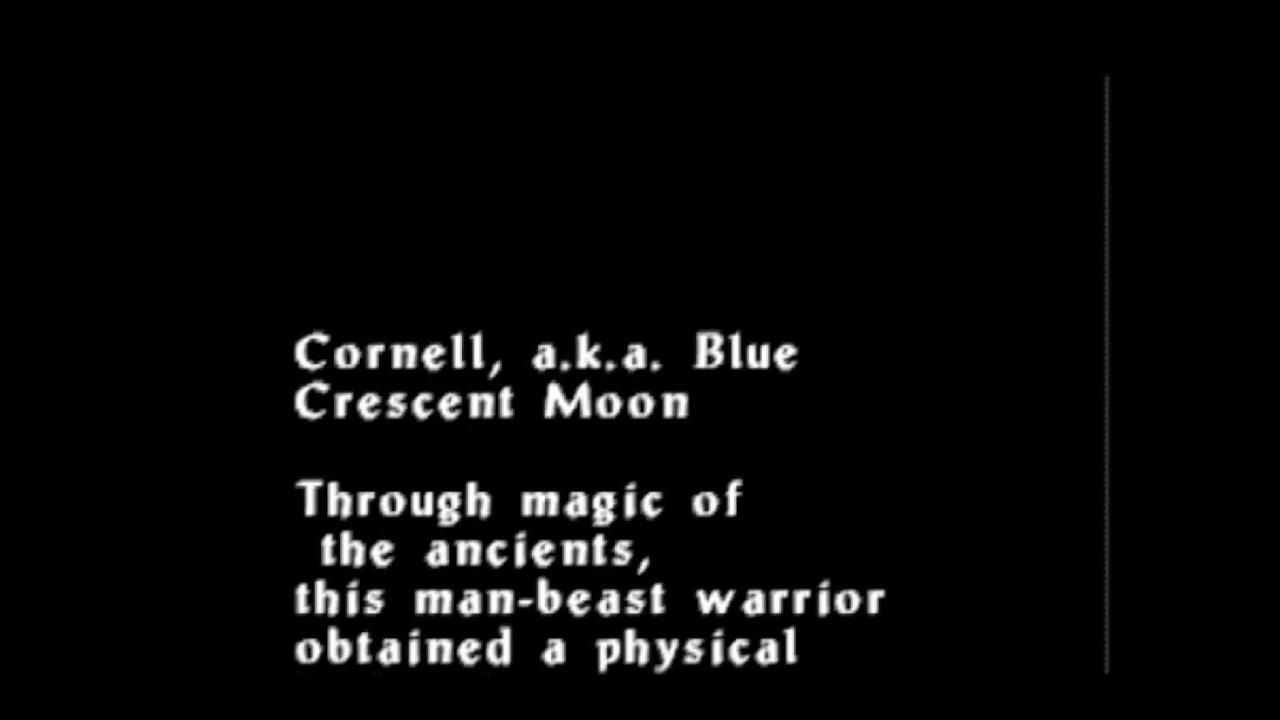 Cornell, a.k.a. Blue
Crescent Moon
Through magic of
the ancients,
this man-beast warrior
obtained a physical